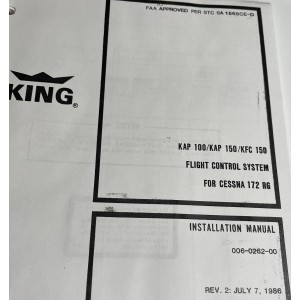 FAA APPROVED PER STC SA1565CE-D
KING®
KAP 100/KAP 150/KFC 150
FLIGHT CONTROL SYSTEM
FOR CESSNA 172 RG
INSTALLATION MANUAL
006-0262-00
REV. 2: JULY 7, 1986